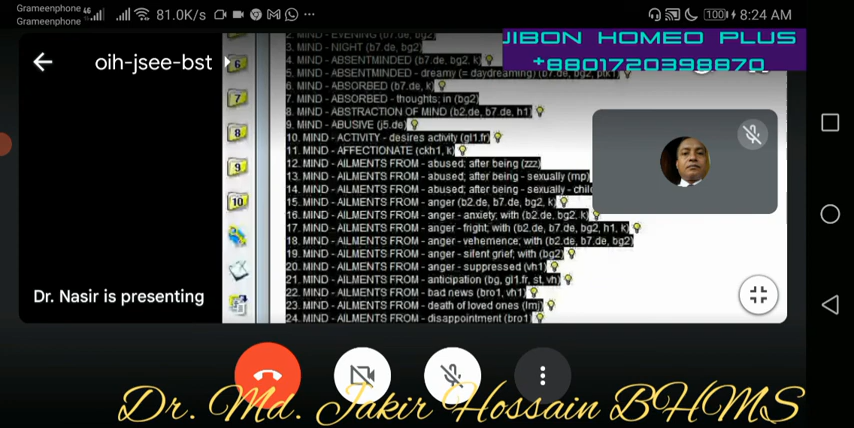 Grameenphone 4G
Grameenphone
81.0K/s
100
8:24 AM
JIBON HOMEO PLUS
+8801720398870
oih-jsee-bst
2. MIND - EVENING (b7.de, bg2)
3. MIND - NIGHT (b7.de, bg2)
4. MIND - ABSENTMINDED (b7.de, bg2, k)
5. MIND - ABSENTMINDED - dreamy (= daydreaming) (b7.de, bg2, ptk1)
6. MIND - ABSORBED (b7.de, k)
7. MIND - ABSORBED - thoughts; in (bg2)
8. MIND - ABSTRACTION OF MIND (b2.de, b7.de, h1)
9. MIND - ABUSIVE (j5.de)
10. MIND - ACTIVITY - desires activity (gl1.fr)
11. MIND - AFFECTIONATE (ckh1, k)
12. MIND - AILMENTS FROM - abused; after being (zzz)
13. MIND - AILMENTS FROM - abused; after being - sexually (mp)
14. MIND - AILMENTS FROM - abused; after being - sexually - chil
15. MIND - AILMENTS FROM - anger (b2.de, b7.de, bg2, k)
16. MIND - AILMENTS FROM - anger - anxiety; with (b2.de, bg2, k)
17. MIND - AILMENTS FROM - anger - fright; with (b2.de, b7.de, bg2, h1, k)
18. MIND - AILMENTS FROM - anger - vehemence; with (b2.de, b7.de, bg2)
19. MIND - AILMENTS FROM - anger - silent grief; with (bg2)
20. MIND - AILMENTS FROM - anger - suppressed (vh1)
21. MIND - AILMENTS FROM - anticipation (bg, gl1.fr, st, vh)
22. MIND - AILMENTS FROM - bad news (bro1, vh1)
23. MIND - AILMENTS FROM - death of loved ones (lmj)
24. MIND - AILMENTS FROM - disappointment (bro1)
6
7
8
9
10
Dr. Nasir is presenting
Dr. Md. Jakir Hossain BHMS